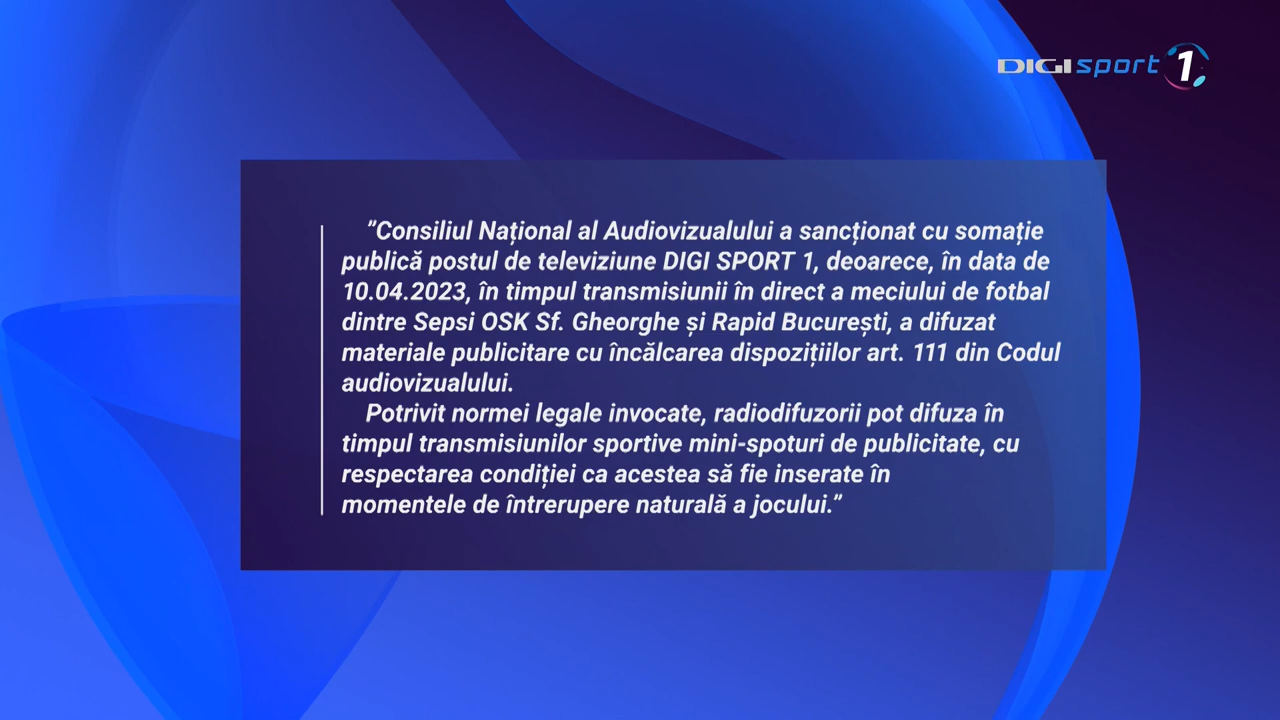 DIGI sport 1
”Consiliul Național al Audiovizualului a sancționat cu somație
publică postul de televiziune DIGI SPORT 1, deoarece, în data de
10.04.2023, în timpul transmisiunii în direct a meciului de fotbal
dintre Sepsi OSK Sf. Gheorghe și Rapid București, a difuzat
materiale publicitare cu încălcarea dispozițiilor art. 111 din Codul
audiovizualului.
Potrivit normei legale invocate, radiodifuzorii pot difuza în
timpul transmisiunilor sportive mini-spoturi de publicitate, cu
respectarea condiției ca acestea să fie inserate în
momentele de întrerupere naturală a jocului.”